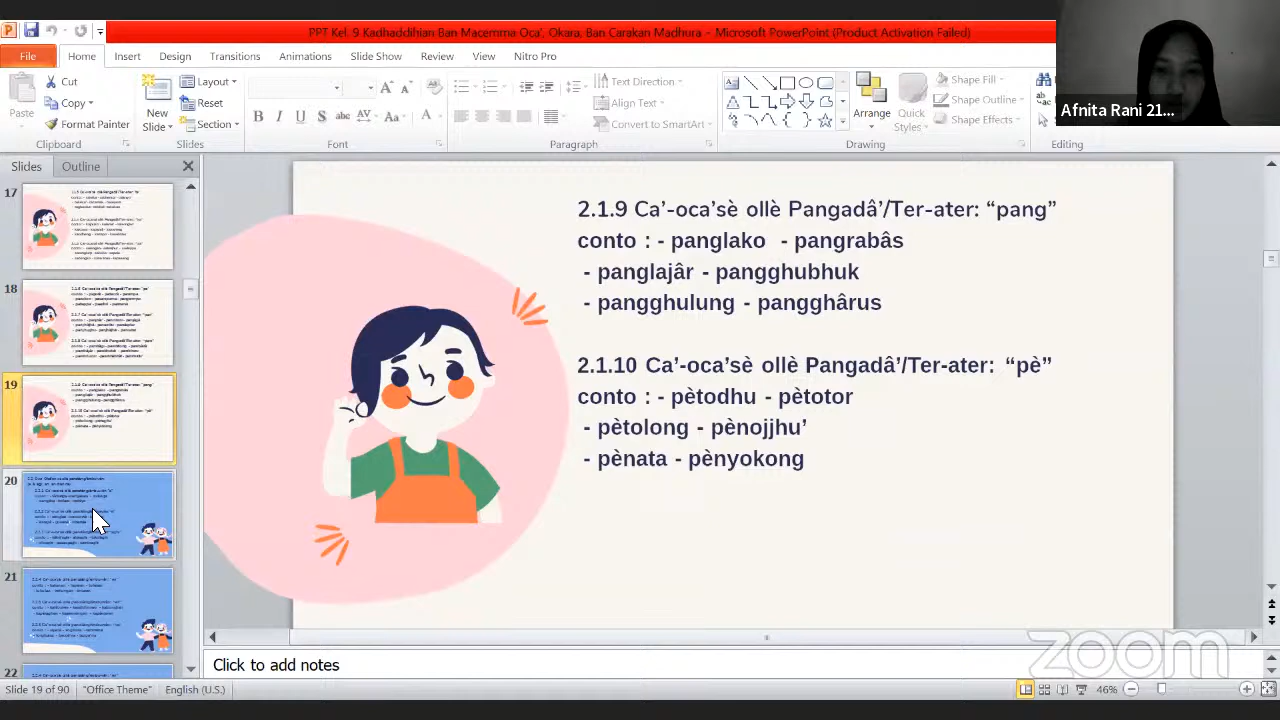 PPT Kel. 9 Kadhaddihian Ban Macemma Oca', Okara, Ban Carakan Madhura – Microsoft PowerPoint (Product Activation Failed)
File Home Insert Design Transitions Animations Slide Show Review View Nitro Pro
Afnita Rani 21...
Paste
Cut
Copy
Format Painter
Clipboard
New Slide
Layout
Reset
Section
Slides
Font
Text Direction
Align Text
Convert to SmartArt
Paragraph
Arrange
Quick Styles
Shape Fill
Shape Outline
Shape Effects
Drawing
Editing
Slides Outline
17
18
19
20
21
22
2.1.9 Ca’-oca’sè ollè Pangadâ’/Ter-ater: “pang”
conto : - panglako - pangrabâs
- panglajâr - pangghubhuk
- pangghulung - pangghârus
2.1.10 Ca’-oca’sè ollè Pangadâ’/Ter-ater: “pè”
conto : - pètodhu - pètotor
- pètolong - pènojjhu’
- pènata - pènyokong
zoom
Click to add notes
Slide 19 of 90 "Office Theme" English (U.S.) 46%